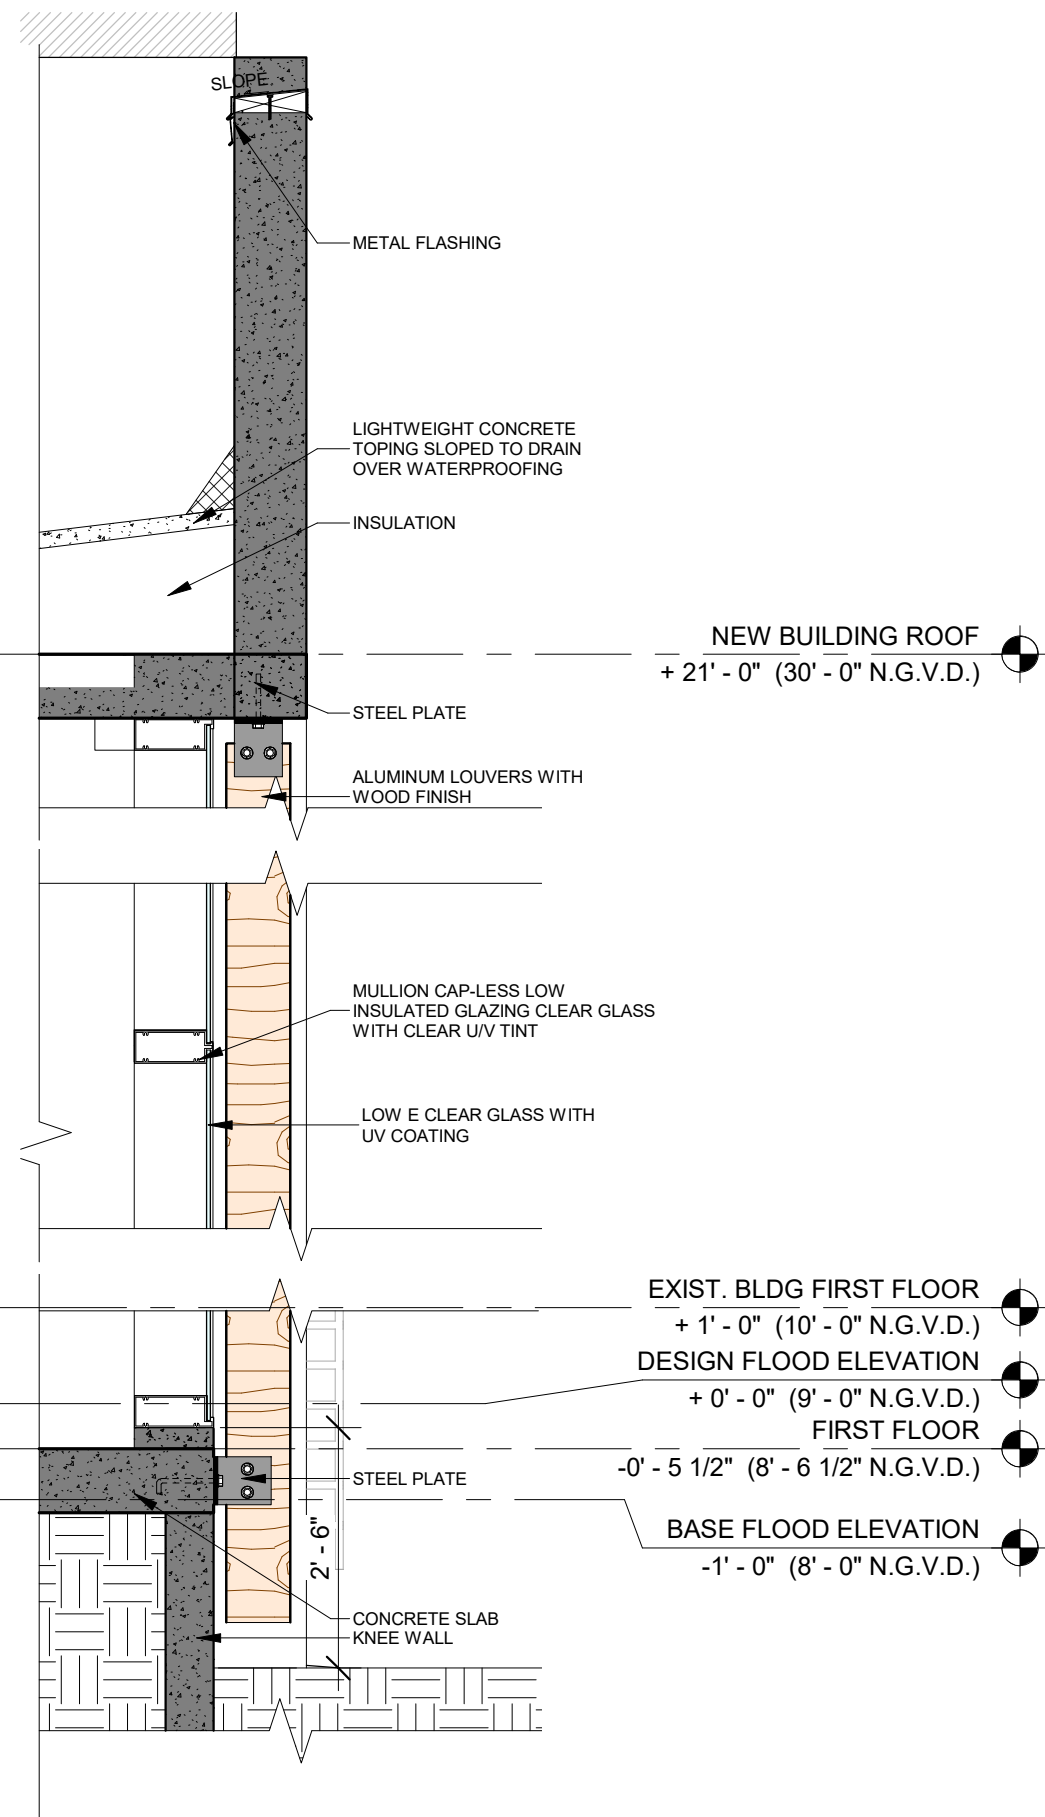 SLOPE
METAL FLASHING
LIGHTWEIGHT CONCRETE
TOPING SLOPED TO DRAIN
OVER WATERPROOFING
INSULATION
NEW BUILDING ROOF
+ 21' - 0" (30' - 0" N.G.V.D.)
STEEL PLATE
ALUMINUM LOUVERS WITH
WOOD FINISH
MULLION CAP-LESS LOW
INSULATED GLAZING CLEAR GLASS
WITH CLEAR U/V TINT
LOW E CLEAR GLASS WITH
UV COATING
EXIST. BLDG FIRST FLOOR
+ 1' - 0" (10' - 0" N.G.V.D.)
DESIGN FLOOD ELEVATION
+ 0' - 0" (9' - 0" N.G.V.D.)
FIRST FLOOR
-0' - 5 1/2" (8' - 6 1/2" N.G.V.D.)
STEEL PLATE
BASE FLOOD ELEVATION
-1' - 0" (8' - 0" N.G.V.D.)
2' - 6"
CONCRETE SLAB
KNEE WALL